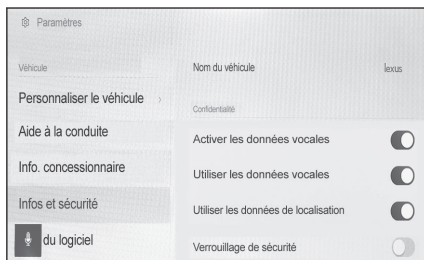 Paramètres
Véhicule
Personnaliser le véhicule
Aide à la conduite
Info. concessionnaire
Infos et sécurité
du logiciel
Nom du véhicule lexus
Confidentialité
Activer les données vocales
Utiliser les données vocales
Utiliser les données de localisation
Verrouillage de sécurité